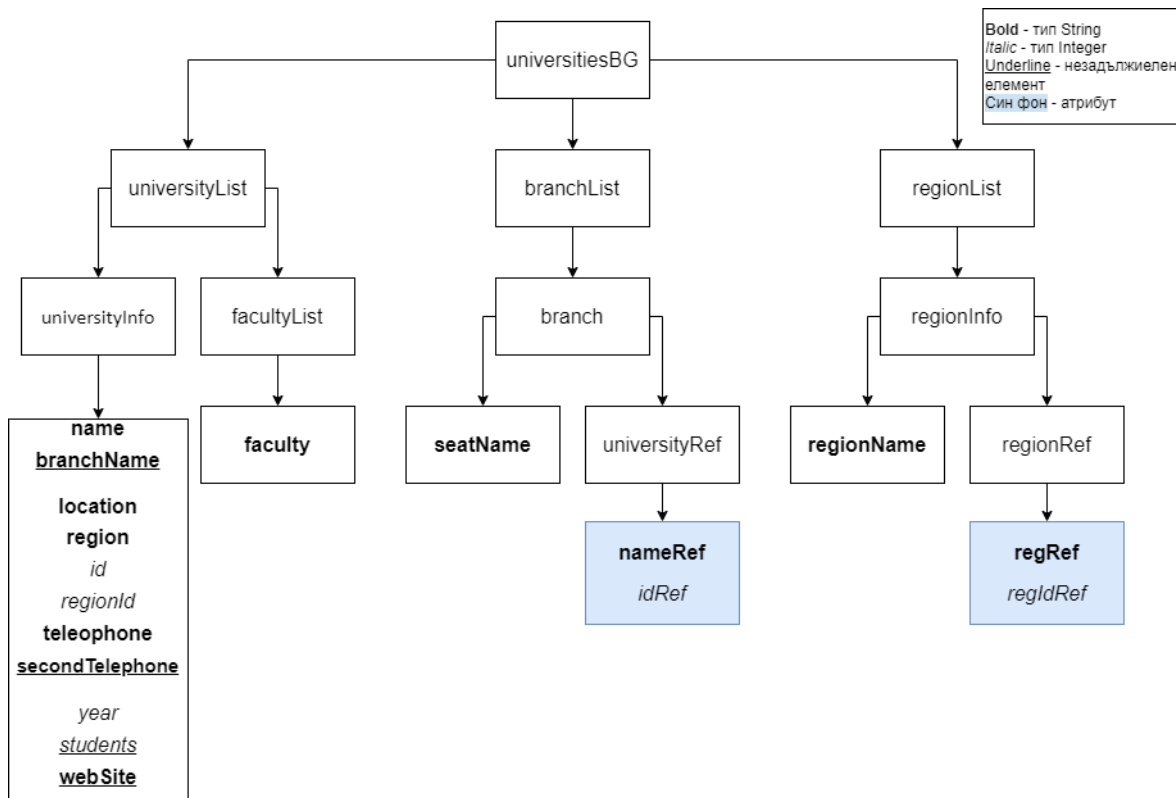 universitiesBG
Bold - тип String
Italic - тип Integer
Underline - незадължиелен
елемент
Син фон - атрибут
universityList
branchList
regionList
universityInfo
facultyList
branch
regionInfo
name
branchName
location
region
id
regionId
teleophone
secondTelephone
year
students
webSite
faculty
seatName
universityRef
regionName
regionRef
nameRef
idRef
regRef
regIdRef